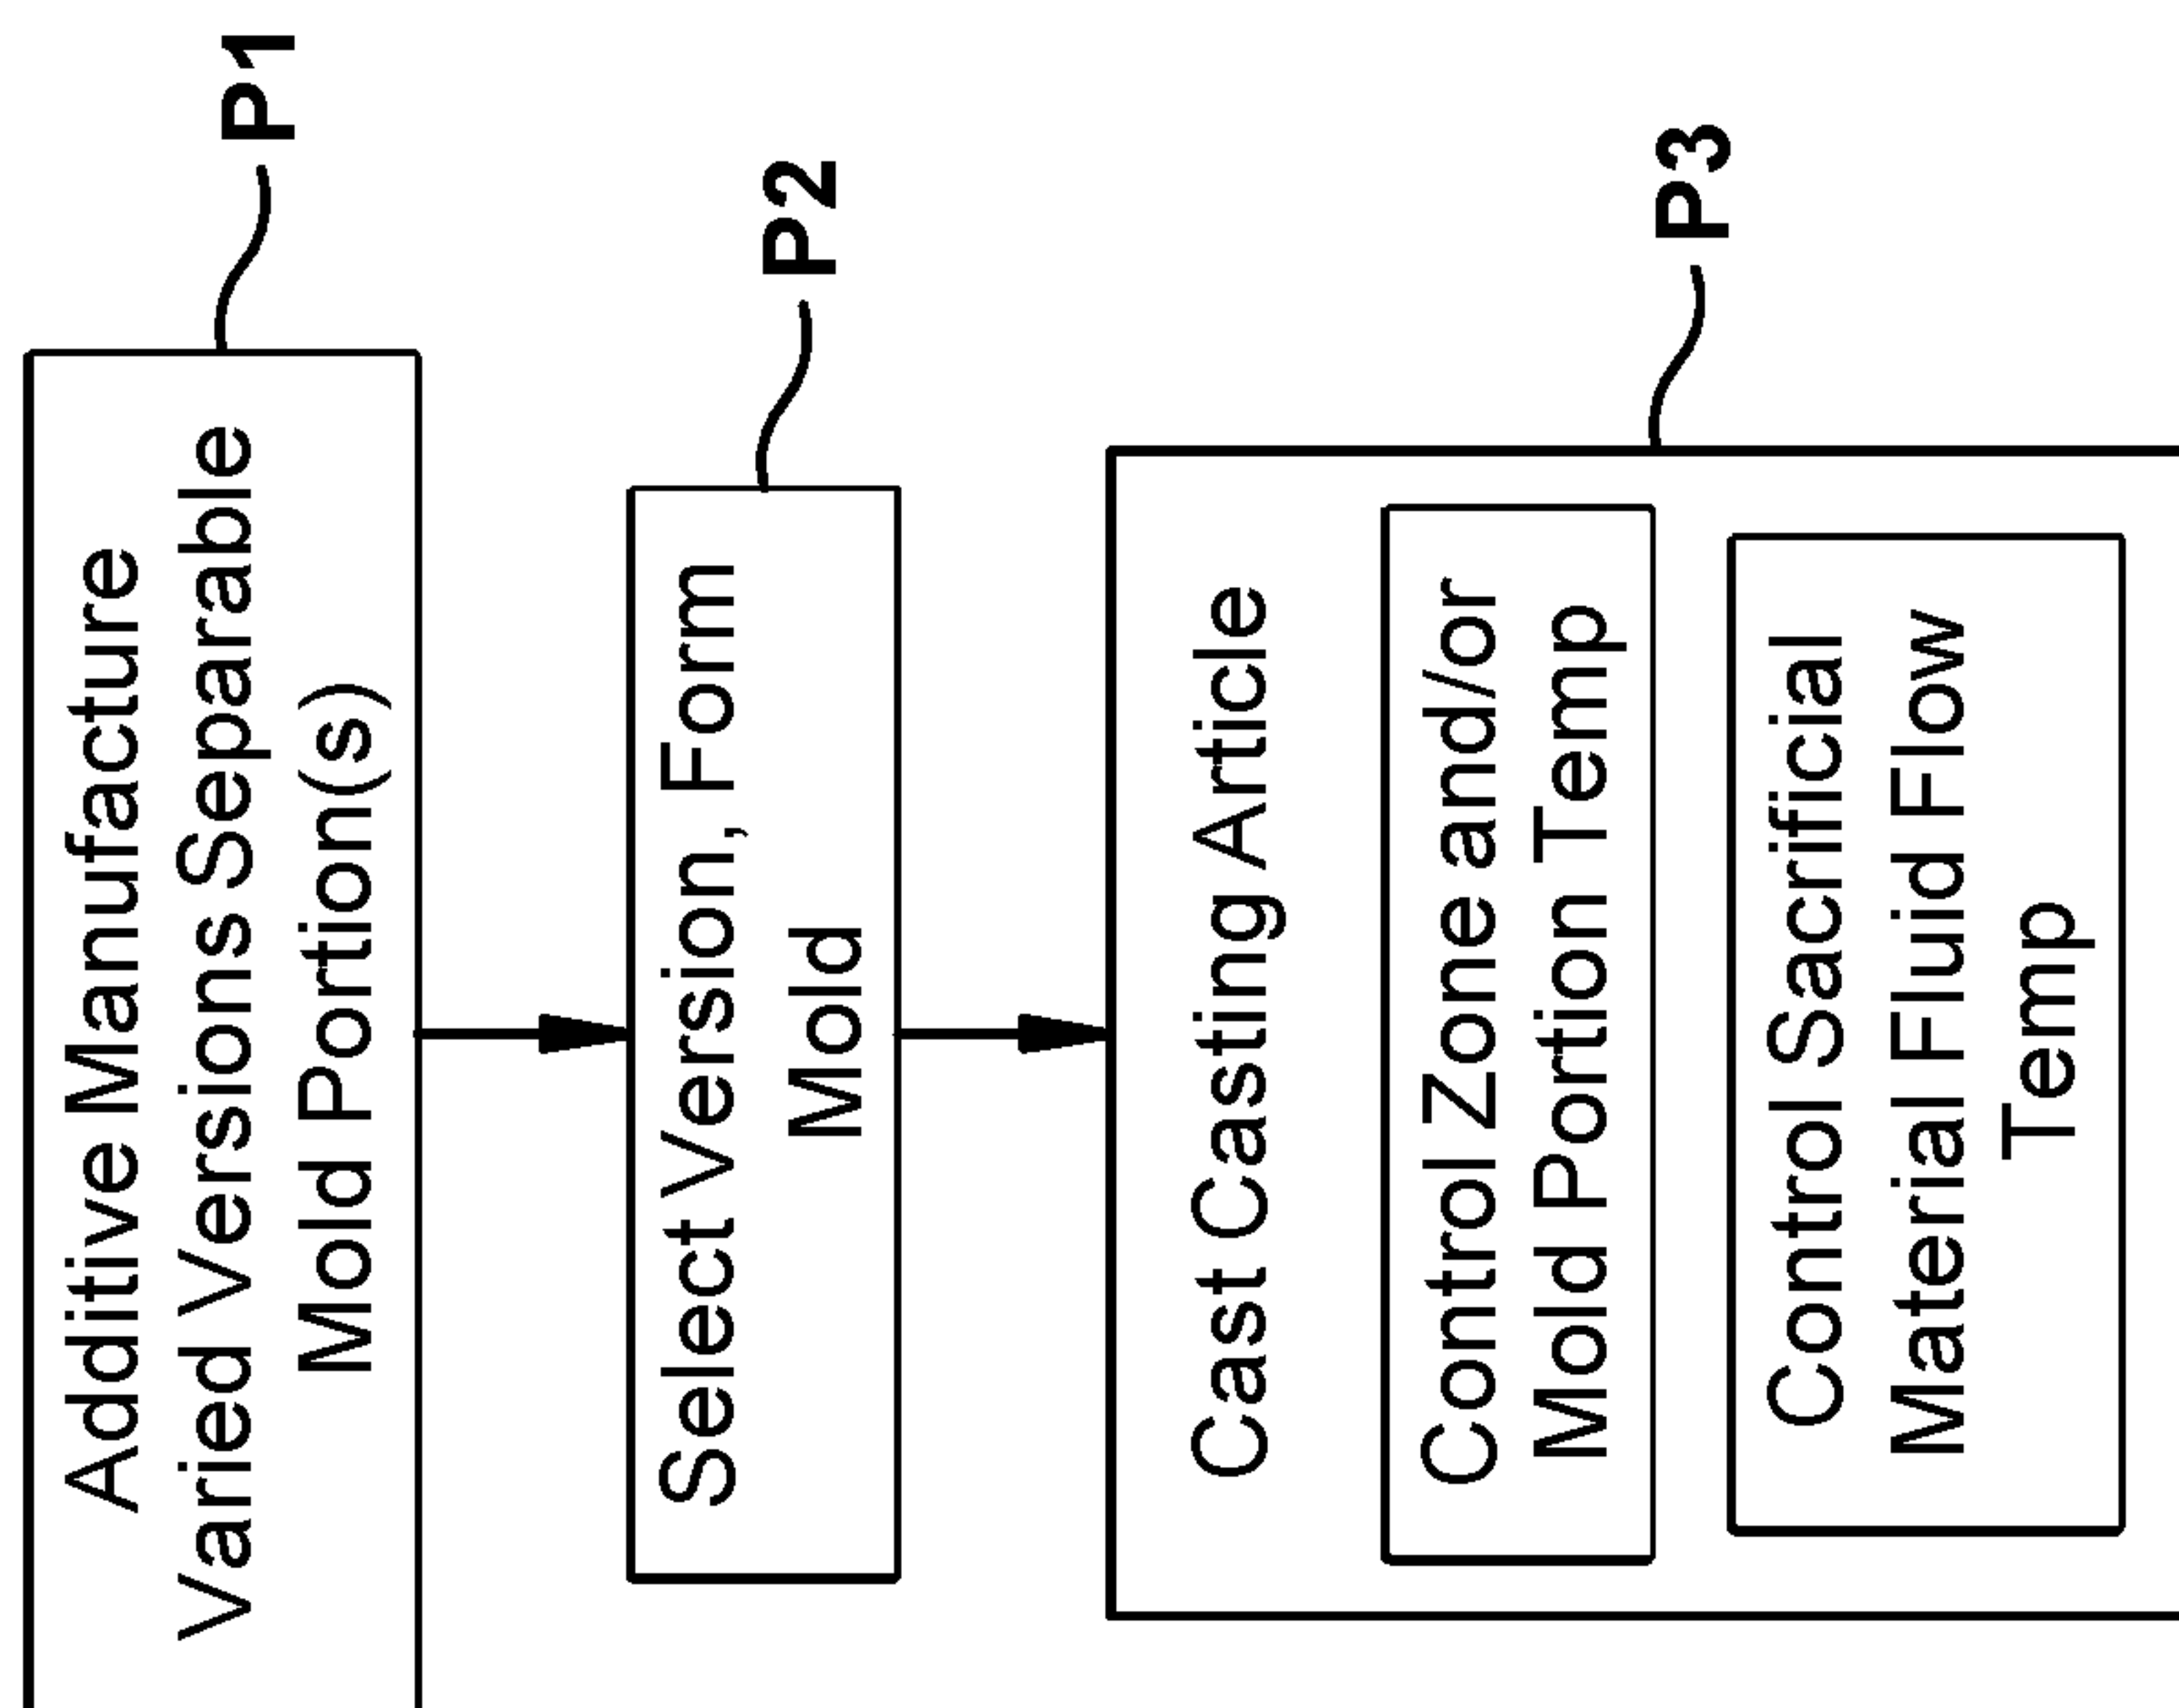 Additive Manufacture
Varied Versions Separable
Mold Portion(s)
P1
Select Version, Form
Mold
P2
Cast Casting Article
P3
Control Zone and/or
Mold Portion Temp
Control Sacrificial
Material Fluid Flow
Temp